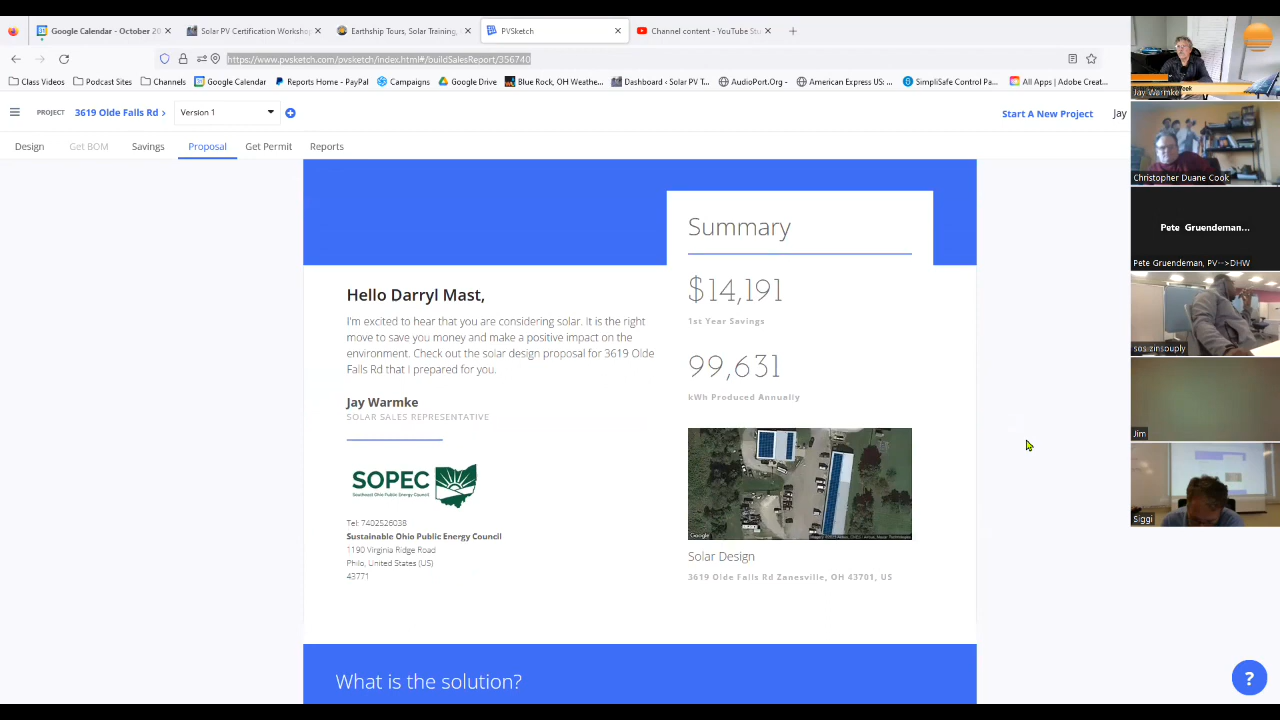 Google Calendar - October 20
Solar PV Certification Workshop
Earthship Tours, Solar Training,
PVSketch
Channel content - YouTube Stu
https://www.pvsketch.com/pvsketch/index.html#/buildSalesReport/356740
Class Videos
Podcast Sites
Channels
Google Calendar
Reports Home - PayPal
Campaigns
Google Drive
Blue Rock, OH Weathe...
Dashboard ‹ Solar PV T...
AudioPort.Org -
American Express US...
SimpliSafe Control Pa...
All Apps | Adobe Creat...
PROJECT
3619 Olde Falls Rd
Version 1
Start A New Project
Jay
Design
Get BOM
Savings
Proposal
Get Permit
Reports
Summary
$14,191
1st Year Savings
99,631
kWh Produced Annually
Google
Solar Design
3619 Olde Falls Rd Zanesville, OH 43701, US
Hello Darryl Mast,
I'm excited to hear that you are considering solar. It is the right
move to save you money and make a positive impact on the
environment. Check out the solar design proposal for 3619 Olde
Falls Rd that I prepared for you.
Jay Warmke
SOLAR SALES REPRESENTATIVE
SOPEC
Southeast Ohio Public Energy Council
Tel: 7402526038
Sustainable Ohio Public Energy Council
1190 Virginia Ridge Road
Philo, United States (US)
43771
What is the solution?
?
Jay Warmke
Christopher Duane Cook
Pete Gruendeman...
Pete Gruendeman, PV-->DHW
sos zinsouply
Jim
Siggi